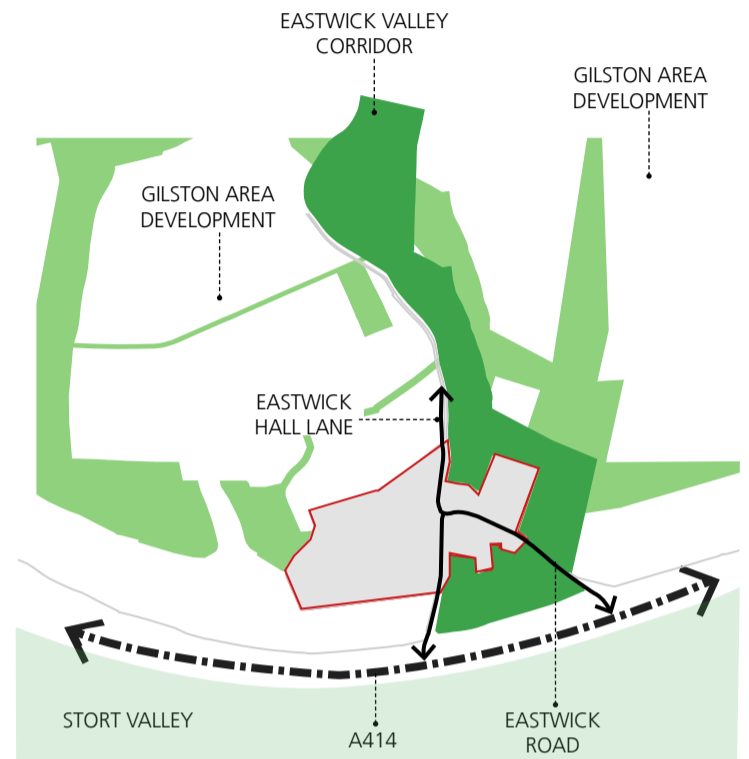 EASTWICK VALLEY
CORRIDOR
GILSTON AREA
DEVELOPMENT
GILSTON AREA
DEVELOPMENT
EASTWICK
HALL LANE
STORT VALLEY
A414
EASTWICK
ROAD